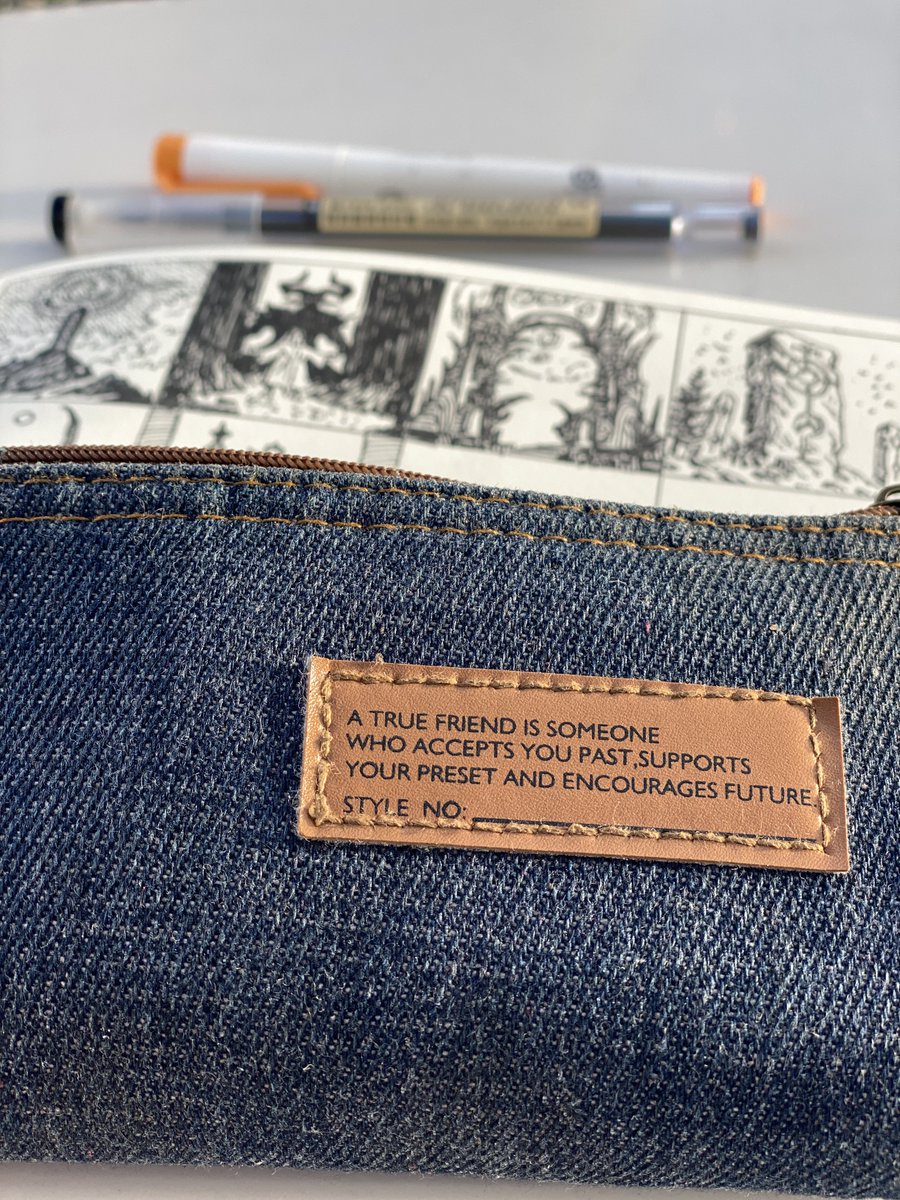 A TRUE FRIEND IS SOMEONE
WHO ACCEPTS YOU PAST,SUPPORTS
YOUR PRESET AND ENCOURAGES FUTURE.
STYLE NO: